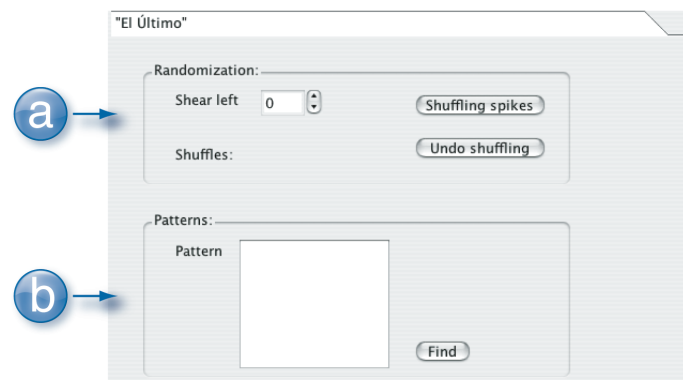 "El Último"
Randomization:
a
Shear left 0 Shuffling spikes
Shuffles: Undo shuffling
Patterns:
Pattern
b
Find